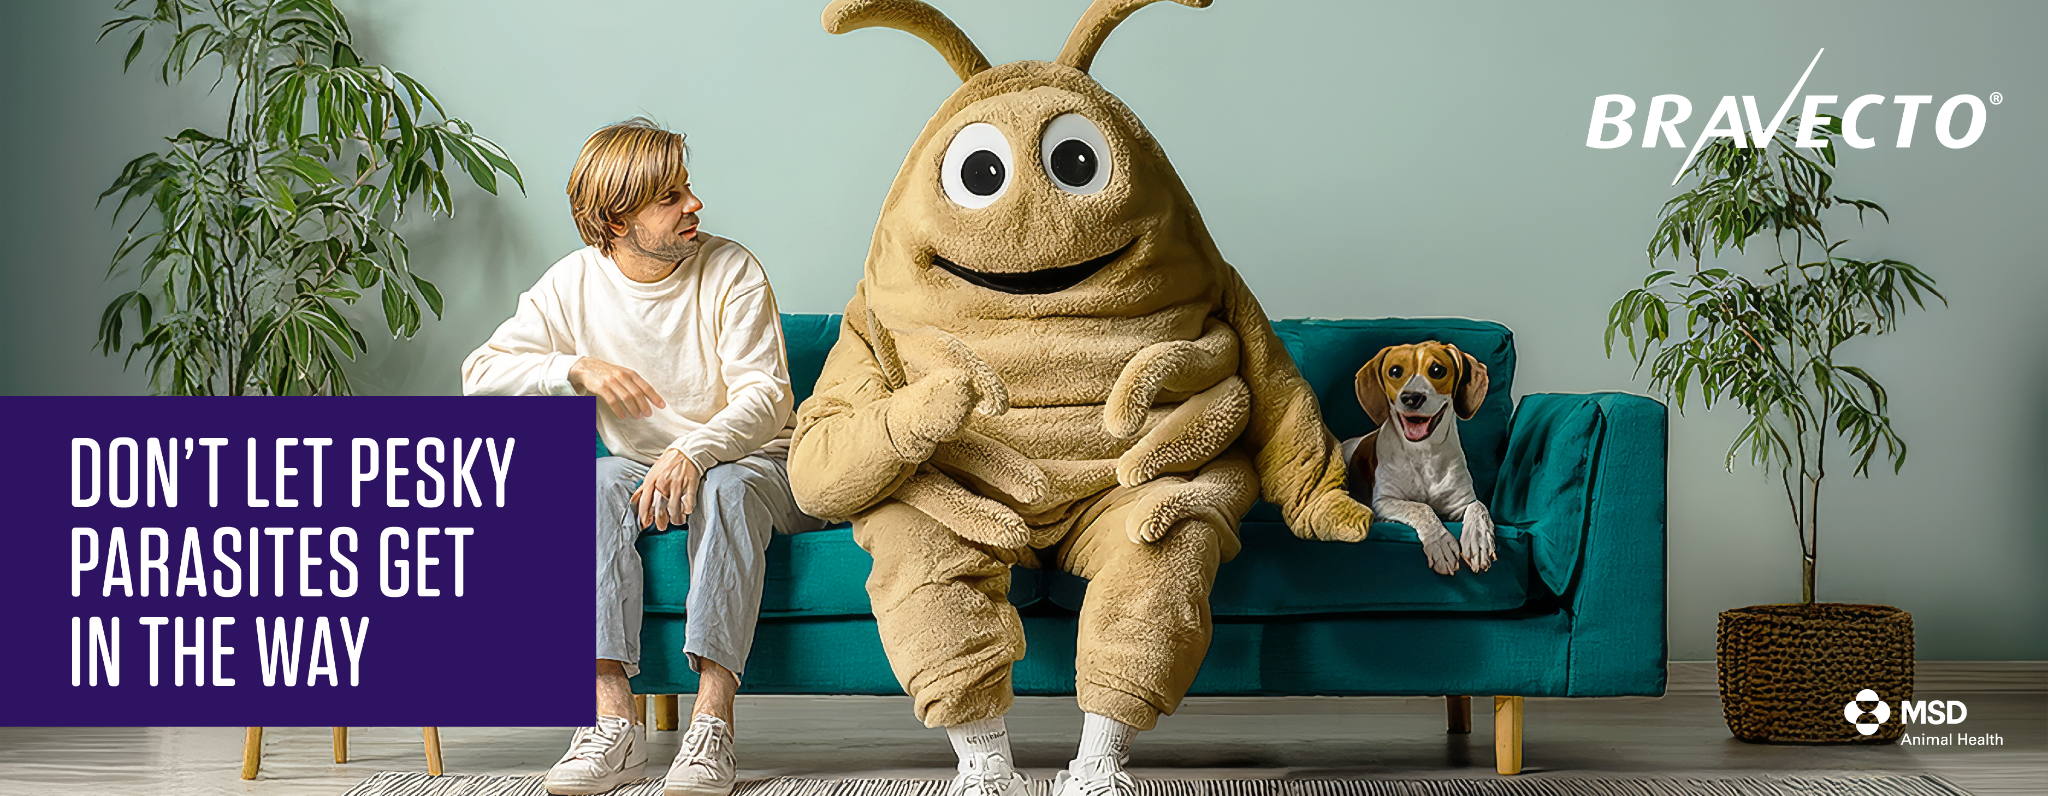 BRAVECTO®
DON'T LET PESKY
PARASITES GET
IN THE WAY
MSD
Animal Health